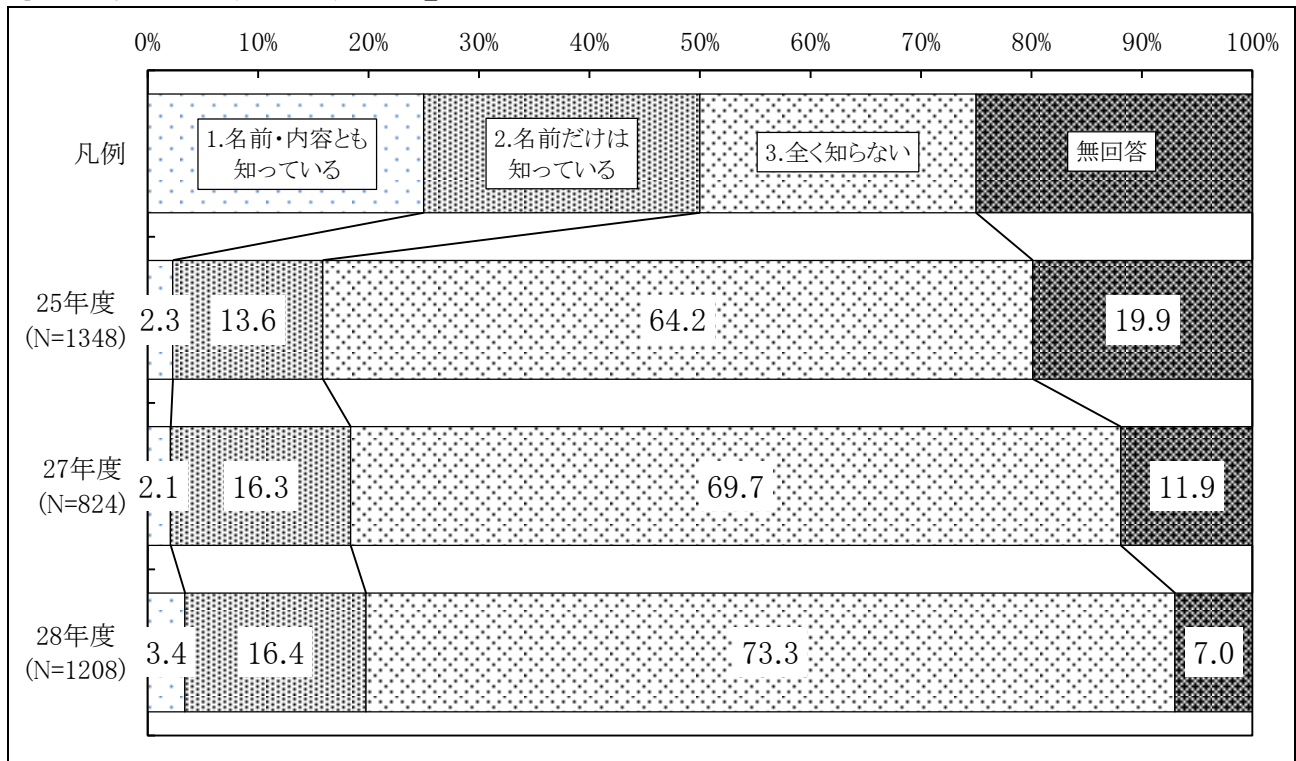 0% 10% 20% 30% 40% 50% 60% 70% 80% 90% 100%
凡例
1.名前・内容とも
知っている
2.名前だけは
知っている
3.全く知らない
無回答
25年度
(N=1348)
2.3 13.6 64.2 19.9
27年度
(N=824)
2.1 16.3 69.7 11.9
28年度
(N=1208)
3.4 16.4 73.3 7.0